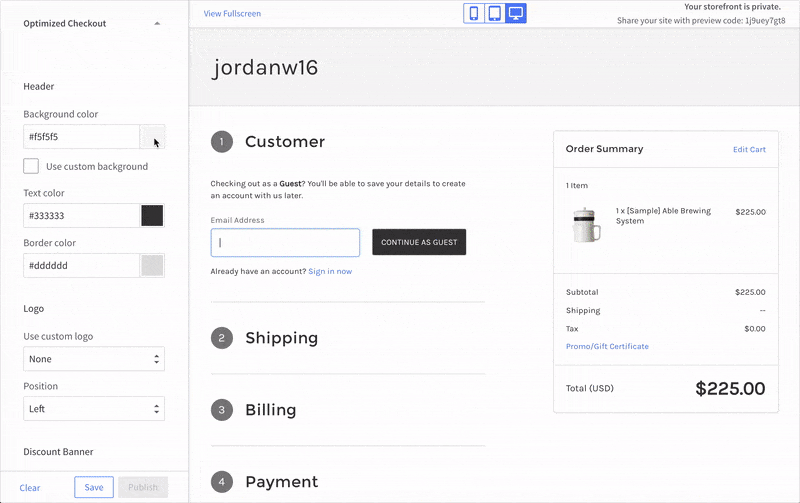 Optimized Checkout
Header
Background color
#f5f5f5
Use custom background
Text color
#333333
Border color
#dddddd
Logo
Use custom logo
None
Position
Left
Discount Banner
Clear
Save
Publish
View Fullscreen
Your storefront is private.
Share your site with preview code: 1j9uey7gt8
jordanw16
1 Customer
Checking out as a Guest? You'll be able to save your details to create
an account with us later.
Email Address
CONTINUE AS GUEST
Already have an account? Sign in now
2 Shipping
3 Billing
4 Payment
Order Summary
Edit Cart
1 Item
1 x [Sample] Able Brewing $225.00
System
Subtotal $225.00
Shipping --
Tax $0.00
Promo/Gift Certificate
Total (USD) $225.00